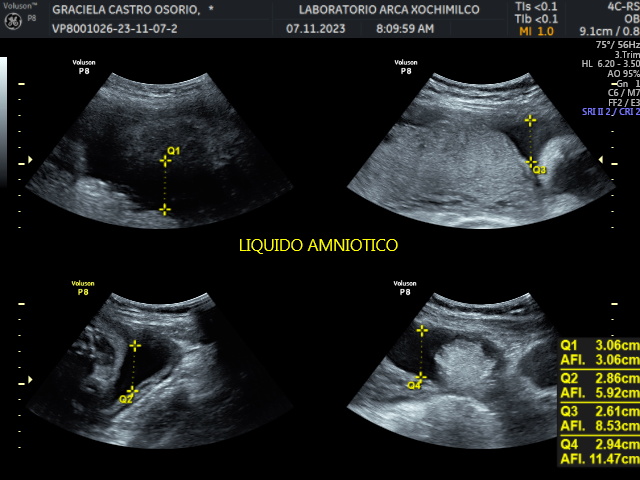 Voluson™
P8
GRACIELA CASTRO OSORIO, *
LABORATORIO ARCA XOCHIMILCO
VP8001026-23-11-07-2
07.11.2023
8:09:59 AM
TIs <0.1
TIb <0.1
MI 1.0
4C-RS
OB
9.1cm / 0.8
75°/ 56Hz
3.Trim
HL 6.20 - 3.50
AO 95%
Gn 1
C6 / M7
FF2 / E3
SRI II 2 / CRI 2
Voluson
P8
Q1
Voluson
P8
Q3
LIQUIDO AMNIOTICO
Voluson
P8
Q2
Voluson
P8
Q4
Q1 3.06cm
AFI. 3.06cm
Q2 2.86cm
AFI. 5.92cm
Q3 2.61cm
AFI. 8.53cm
Q4 2.94cm
AFI. 11.47cm